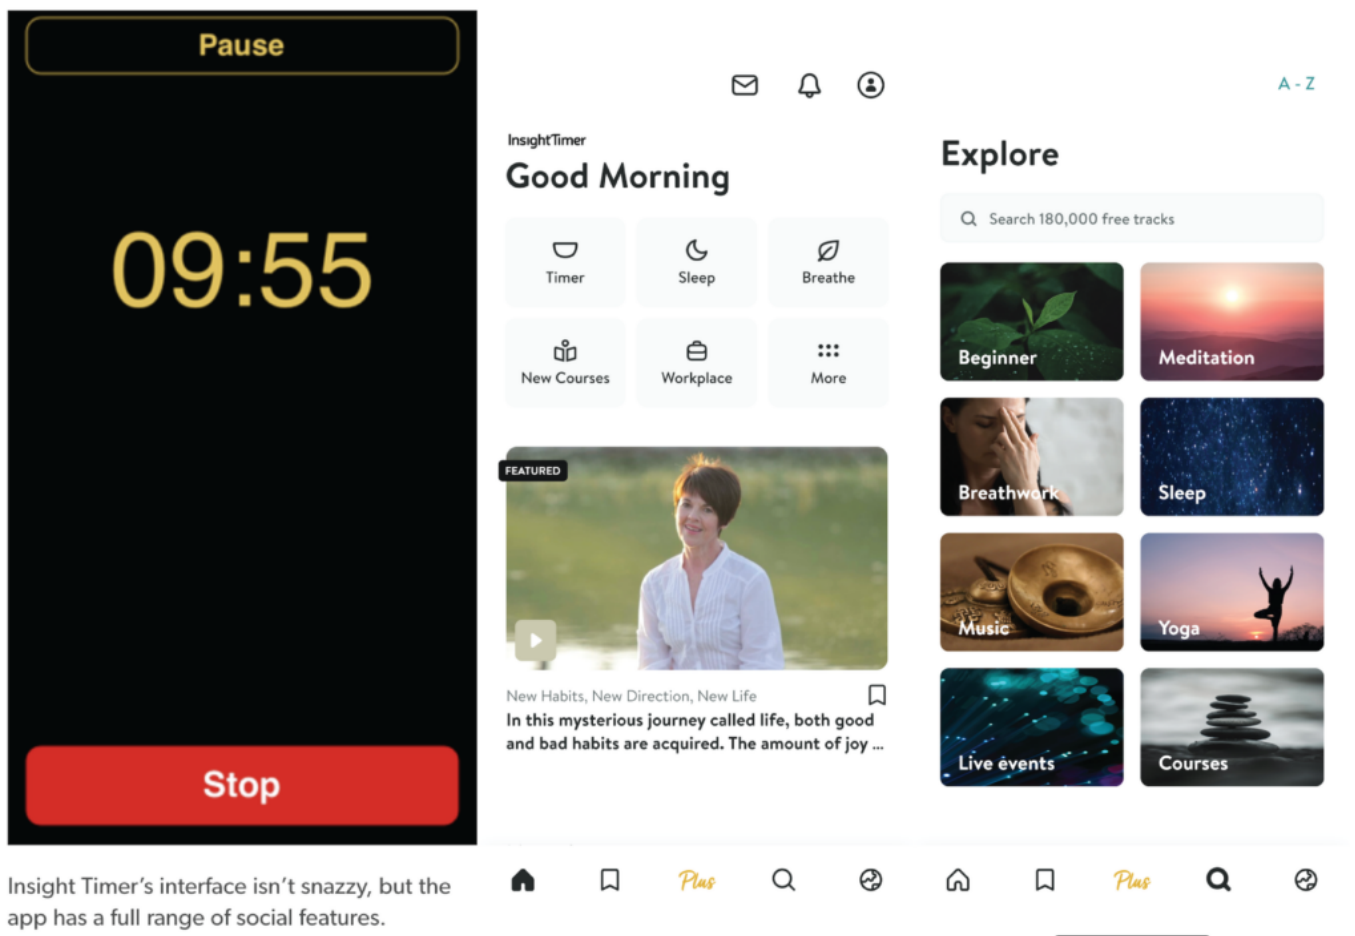 Pause
09:55
Stop
Insight Timer's interface isn't snazzy, but the
app has a full range of social features.
InsightTimer
Good Morning
Timer
Sleep
Breathe
New Courses
Workplace
More
FEATURED
New Habits, New Direction, New Life
In this mysterious journey called life, both good
and bad habits are acquired. The amount of joy ...
Plus
A - Z
Explore
Search 180,000 free tracks
Beginner
Meditation
Breathwork
Sleep
Music
Yoga
Live events
Courses
Plus